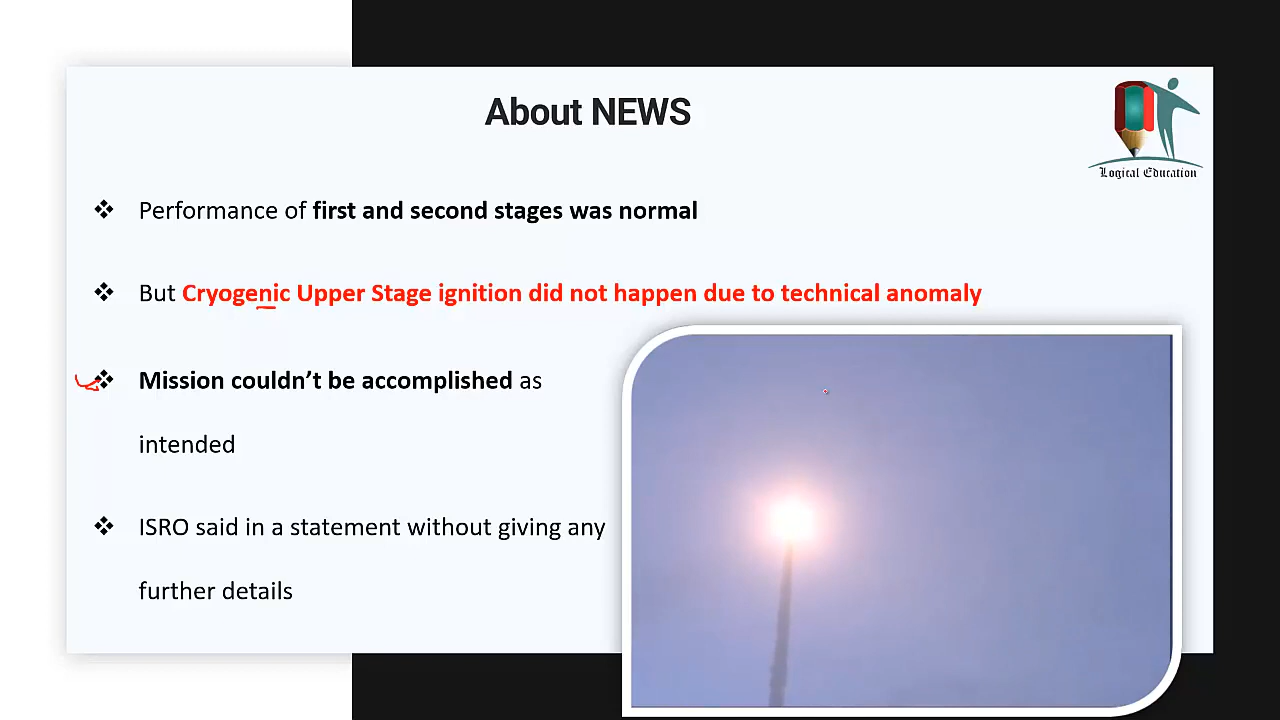 About NEWS
Logical Education
❖ Performance of first and second stages was normal
❖ But Cryogenic Upper Stage ignition did not happen due to technical anomaly
❖ Mission couldn’t be accomplished as
intended
❖ ISRO said in a statement without giving any
further details